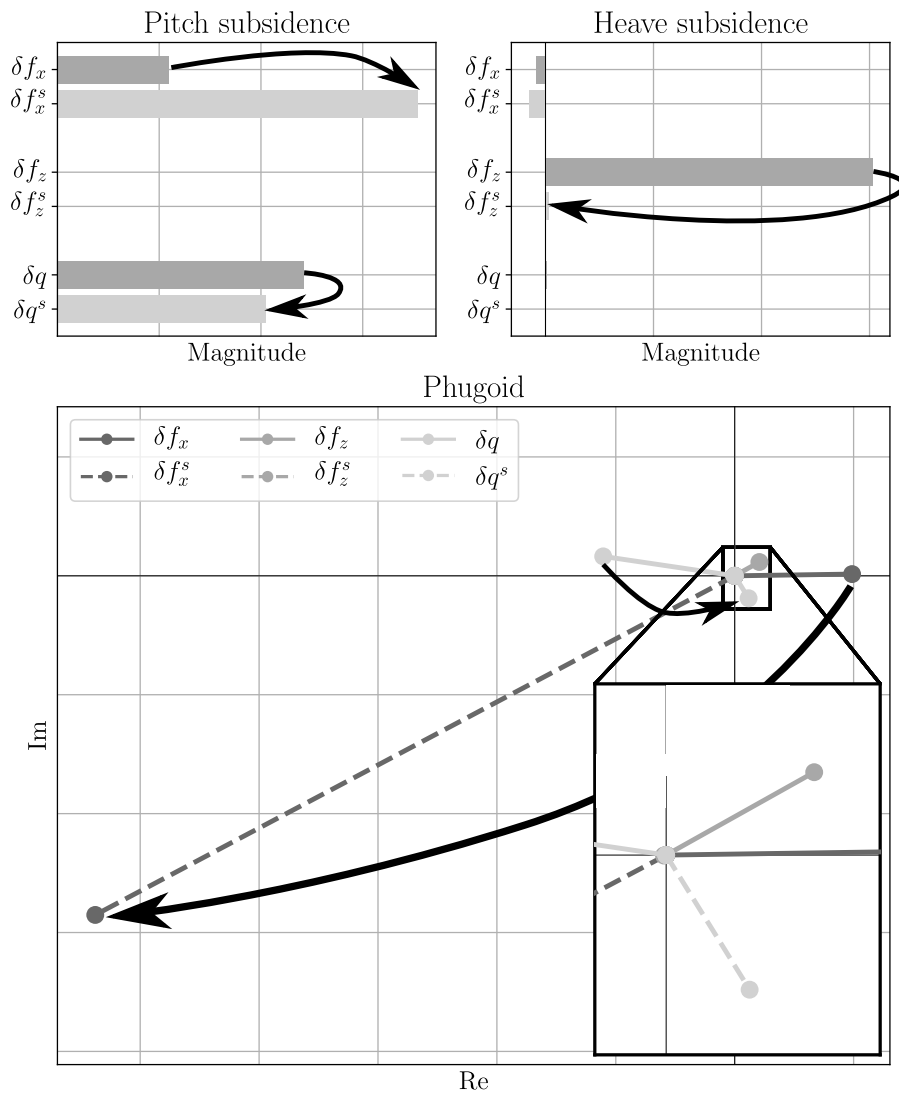 Pitch subsidence
δf_x
δf_x^s
δf_z
δf_z^s
δq
δq^s
Magnitude
Heave subsidence
δf_x
δf_x^s
δf_z
δf_z^s
δq
δq^s
Magnitude
Phugoid
δf_x δf_z δq
δf_x^s δf_z^s δq^s
Im
Re